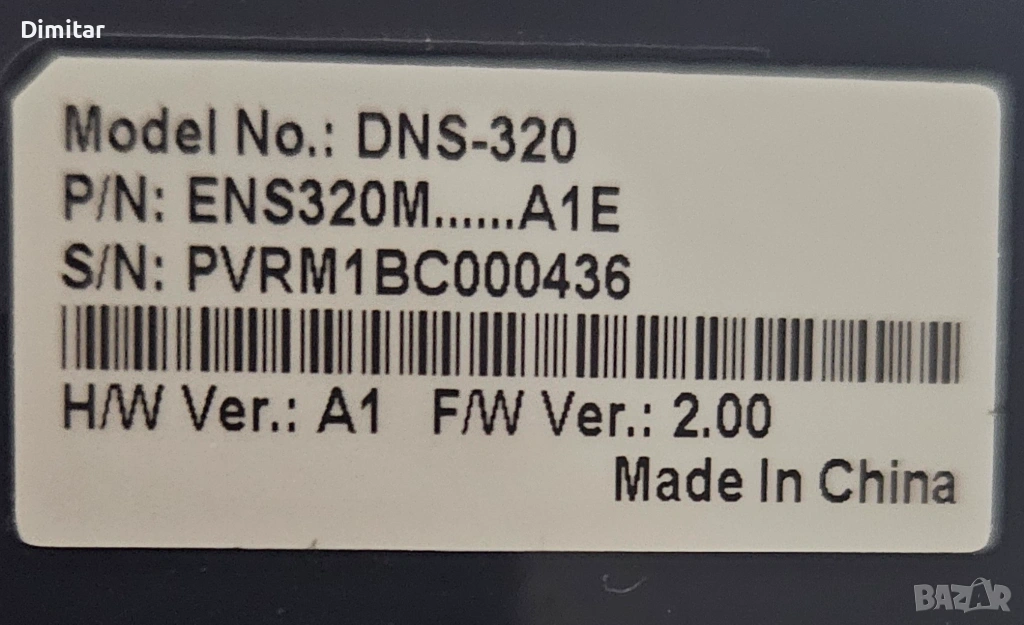 Dimitar
Model No.: DNS-320
P/N: ENS320M......A1E
S/N: PVRM1BC000436
H/W Ver.: A1 F/W Ver.: 2.00
Made In China
BAZAR